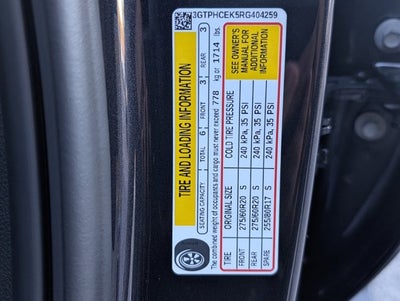 3GTPHCEK5RG404259
TIRE AND LOADING INFORMATION
SEATING CAPACITY | TOTAL 6 | FRONT 3 | REAR 3
The combined weight of occupants and cargo must never exceed 778 kg or 1714 lbs.
TIRE ORIGINAL SIZE COLD TIRE PRESSURE
FRONT 275/60R20 S 240 kPa, 35 PSI
REAR 275/60R20 S 240 kPa, 35 PSI
SPARE 255/80R17 S 240 kPa, 35 PSI
SEE OWNER'S
MANUAL FOR
ADDITIONAL
INFORMATION